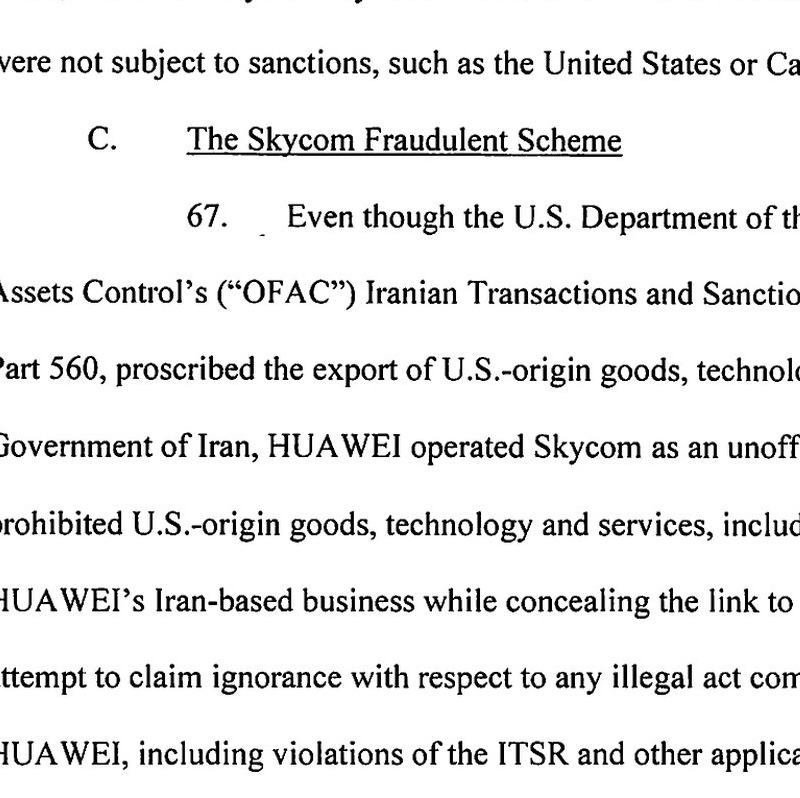 were not subject to sanctions, such as the United States or Ca
C. The Skycom Fraudulent Scheme
67. Even though the U.S. Department of th
Assets Control's (“OFAC”) Iranian Transactions and Sanctio
Part 560, proscribed the export of U.S.-origin goods, technolo
Government of Iran, HUAWEI operated Skycom as an unoff
prohibited U.S.-origin goods, technology and services, includ
HUAWEI’s Iran-based business while concealing the link to
attempt to claim ignorance with respect to any illegal act com
HUAWEI, including violations of the ITSR and other applica